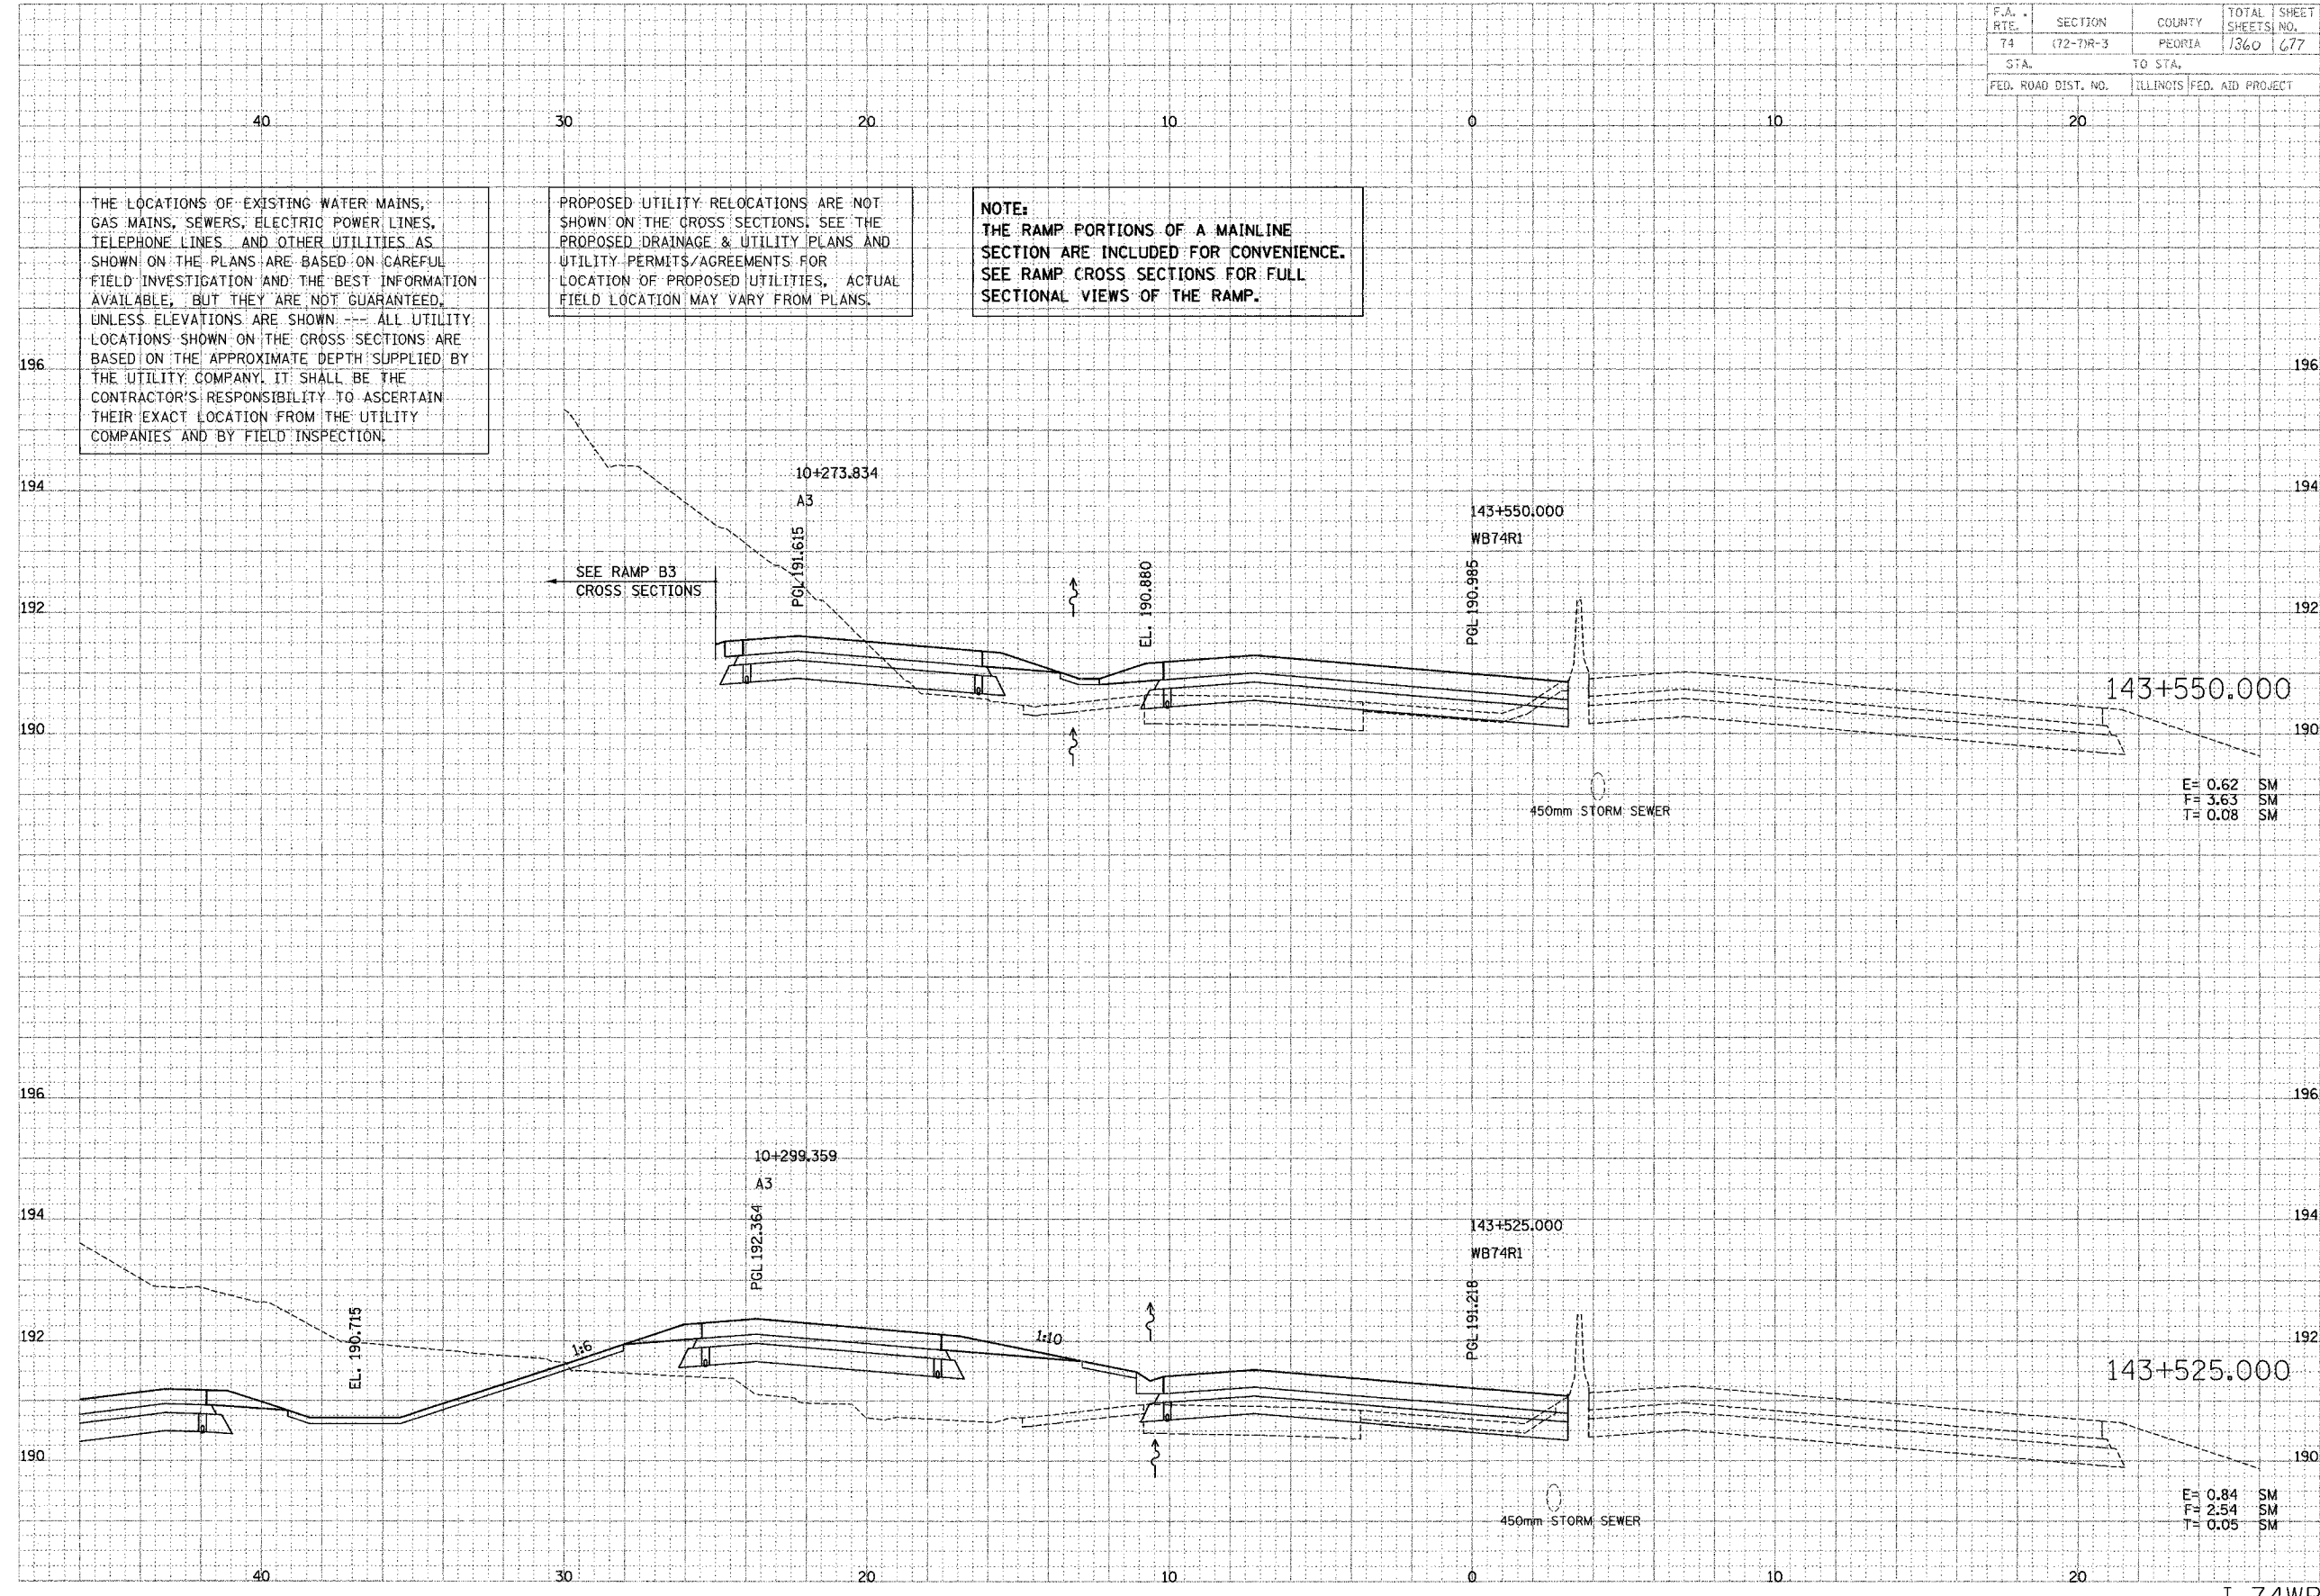 F.A. RTE. SECTION COUNTY TOTAL SHEETS SHEET NO.
74 (72-7)R-3 PEORIA 1360 677
STA. TO STA.
FED. ROAD DIST. NO. ILLINOIS FED. AID PROJECT
40 30 20 10 0 10 20
THE LOCATIONS OF EXISTING WATER MAINS,
GAS MAINS, SEWERS, ELECTRIC POWER LINES,
TELEPHONE LINES AND OTHER UTILITIES AS
SHOWN ON THE PLANS ARE BASED ON CAREFUL
FIELD INVESTIGATION AND THE BEST INFORMATION
AVAILABLE, BUT THEY ARE NOT GUARANTEED.
UNLESS ELEVATIONS ARE SHOWN --- ALL UTILITY
LOCATIONS SHOWN ON THE CROSS SECTIONS ARE
BASED ON THE APPROXIMATE DEPTH SUPPLIED BY
THE UTILITY COMPANY. IT SHALL BE THE
CONTRACTOR'S RESPONSIBILITY TO ASCERTAIN
THEIR EXACT LOCATION FROM THE UTILITY
COMPANIES AND BY FIELD INSPECTION.
PROPOSED UTILITY RELOCATIONS ARE NOT
SHOWN ON THE CROSS SECTIONS. SEE THE
PROPOSED DRAINAGE & UTILITY PLANS AND
UTILITY PERMITS/AGREEMENTS FOR
LOCATION OF PROPOSED UTILITIES. ACTUAL
FIELD LOCATION MAY VARY FROM PLANS.
NOTE:
THE RAMP PORTIONS OF A MAINLINE
SECTION ARE INCLUDED FOR CONVENIENCE.
SEE RAMP CROSS SECTIONS FOR FULL
SECTIONAL VIEWS OF THE RAMP.
196 196
194 194
10+273.834
A3
PGL 191.615
143+550.000
WB74R1
PGL 190.985
SEE RAMP B3
CROSS SECTIONS
EL. 190.880
192 192
143+550.000
190 190
450mm STORM SEWER
E= 0.62 SM
F= 3.63 SM
T= 0.08 SM
196 196
10+299.359
A3
PGL 192.364
194 194
143+525.000
WB74R1
PGL 191.218
EL. 190.715
192 192
1:6
1:10
143+525.000
190 190
450mm STORM SEWER
E= 0.84 SM
F= 2.54 SM
T= 0.05 SM
40 30 20 10 0 10 20